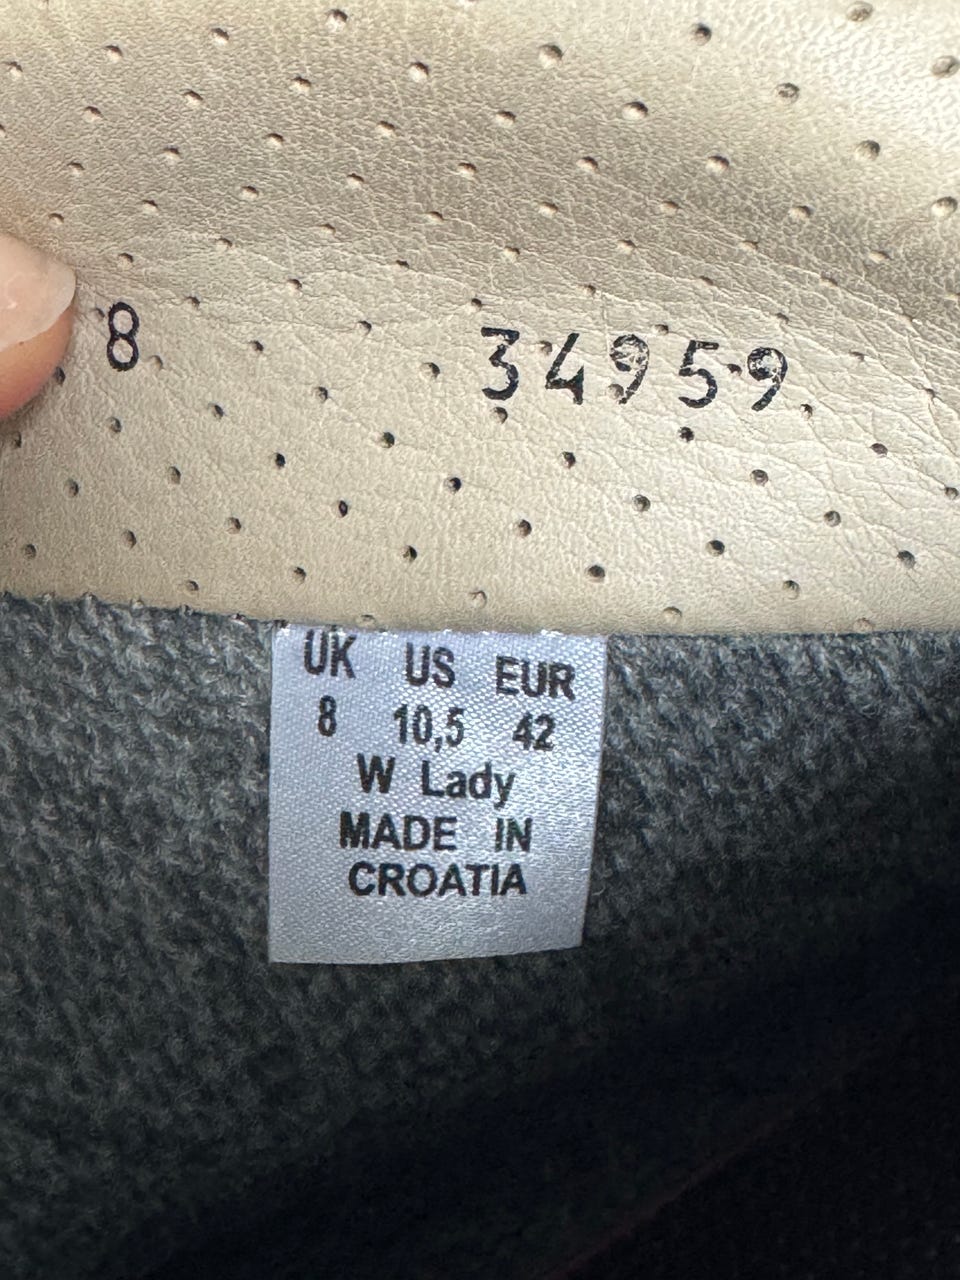 8 34959
UK US EUR
8 10,5 42
W Lady
MADE IN
CROATIA